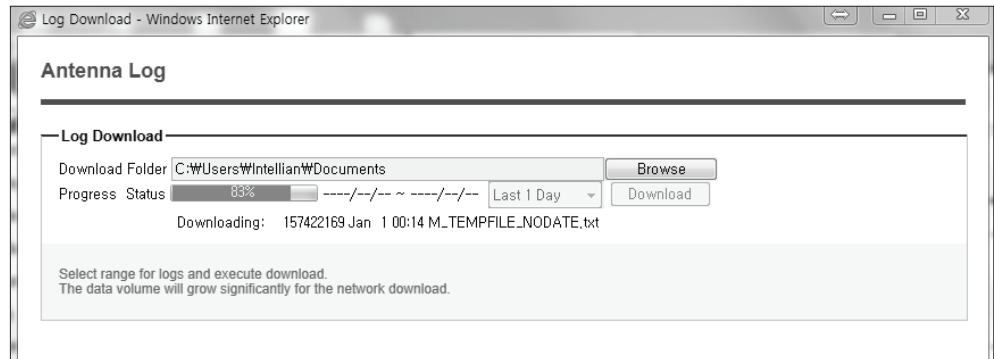 Log Download - Windows Internet Explorer
Antenna Log
Log Download
Download Folder C:₩Users₩Intellian₩Documents Browse
Progress Status 83% ----/--/-- ~ ----/--/-- Last 1 Day Download
Downloading: 157422169 Jan 1 00:14 M_TEMPFILE_NODATE.txt
Select range for logs and execute download.
The data volume will grow significantly for the network download.